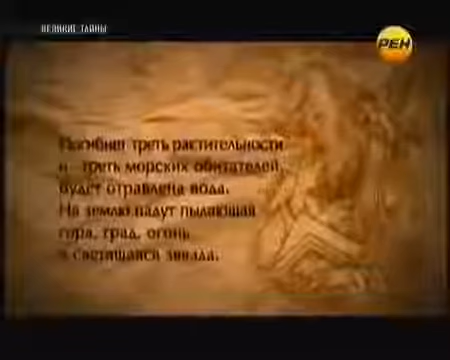 ВЕЛИКИЕ ТАЙНЫ
РЕН
Погибнет треть растительности
и треть морских обитателей,
будет отравлена вода.
На землю падут пылающая
гора, град, огонь
и светящаяся звезда.